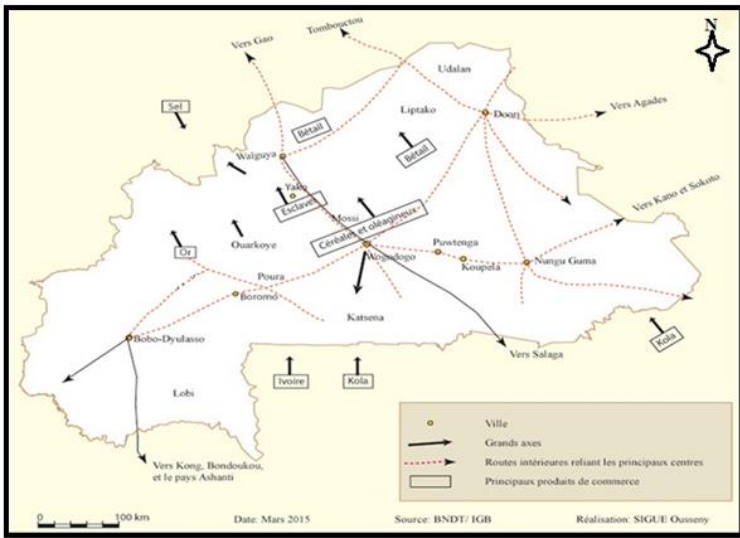 N
Tombouctou
Vers Gao
Udalan
Vers Agades
Sel
Liptako
Doori
Bétail
Bétail
Waiguya
Vers Kano et Sokoto
Yako
Esclaves
Mossi
Céréales et oléagineux
Ouarkoye
Or
Wogodogo
Puwtenga
Koupela
Nungu Guma
Poura
Boromo
Katsena
Kola
Bobo-Dyulasso
Vers Salaga
Ivoire
Kola
Lobi
Ville
Grands axes
Vers Kong, Bondoukou,
et le pays Ashanti
Routes intérieures reliant les principaux centres
Principaux produits de commerce
0 100 km
Date: Mars 2015 Source: BNDT/ IGB Réalisation: SIGUE Ousseny